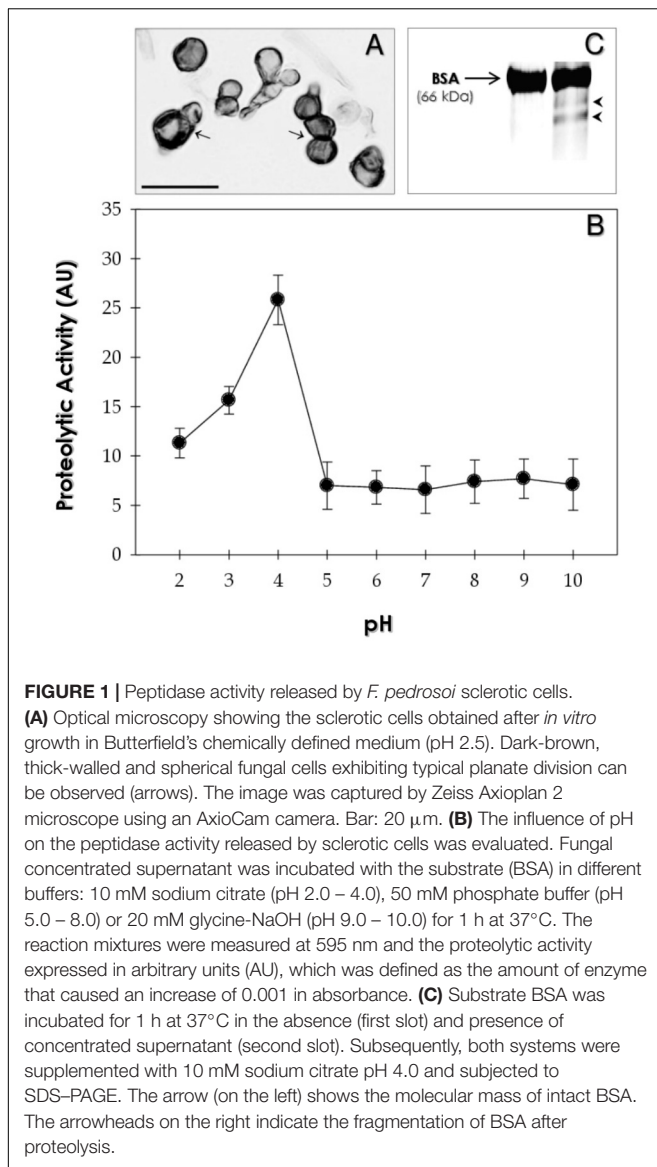 A
C
BSA
(66 kDa)
B
Proteolytic Activity (AU)
35
30
25
20
15
10
5
0
2 3 4 5 6 7 8 9 10
pH
FIGURE 1 | Peptidase activity released by F. pedrosoi sclerotic cells.
(A) Optical microscopy showing the sclerotic cells obtained after in vitro
growth in Butterfield's chemically defined medium (pH 2.5). Dark-brown,
thick-walled and spherical fungal cells exhibiting typical planate division can
be observed (arrows). The image was captured by Zeiss Axioplan 2
microscope using an AxioCam camera. Bar: 20 μm. (B) The influence of pH
on the peptidase activity released by sclerotic cells was evaluated. Fungal
concentrated supernatant was incubated with the substrate (BSA) in different
buffers: 10 mM sodium citrate (pH 2.0 – 4.0), 50 mM phosphate buffer (pH
5.0 – 8.0) or 20 mM glycine-NaOH (pH 9.0 – 10.0) for 1 h at 37°C. The
reaction mixtures were measured at 595 nm and the proteolytic activity
expressed in arbitrary units (AU), which was defined as the amount of enzyme
that caused an increase of 0.001 in absorbance. (C) Substrate BSA was
incubated for 1 h at 37°C in the absence (first slot) and presence of
concentrated supernatant (second slot). Subsequently, both systems were
supplemented with 10 mM sodium citrate pH 4.0 and subjected to
SDS–PAGE. The arrow (on the left) shows the molecular mass of intact BSA.
The arrowheads on the right indicate the fragmentation of BSA after
proteolysis.